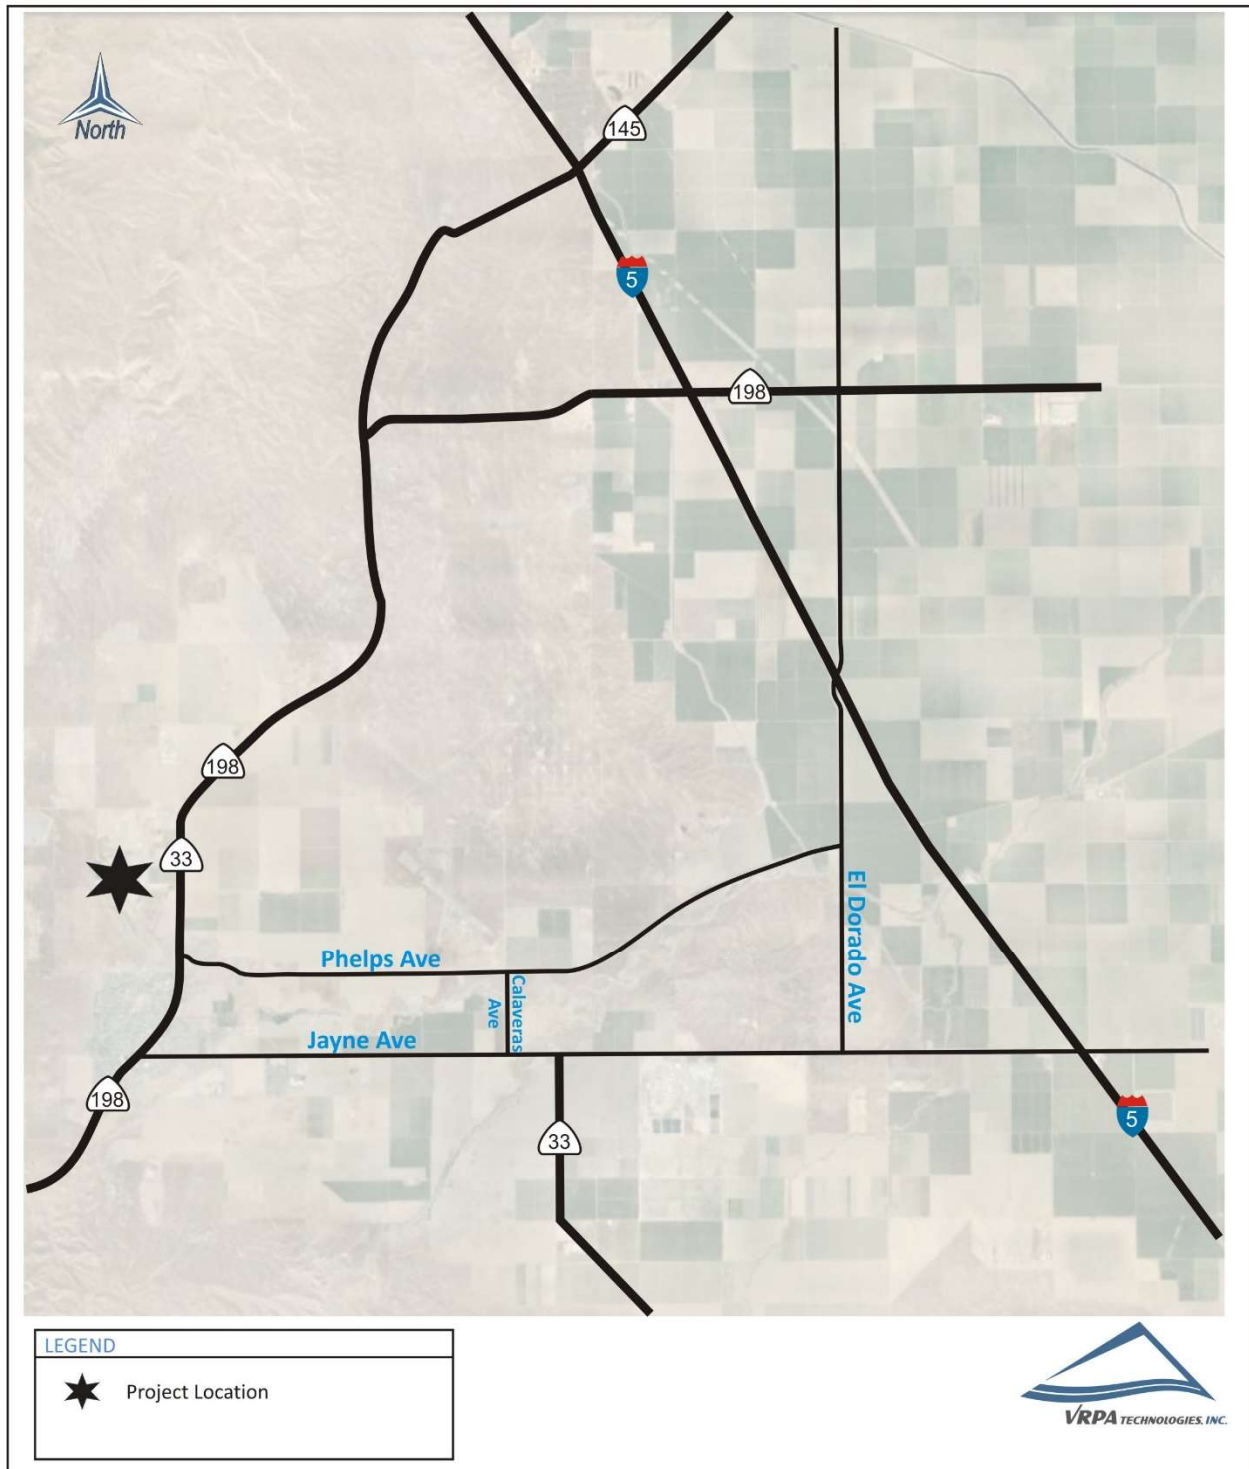 North
145
5
198
198
33
El Dorado Ave
Phelps Ave
Calaveras
Ave
Jayne Ave
198
5
33
LEGEND
Project Location
VRPA TECHNOLOGIES, INC.